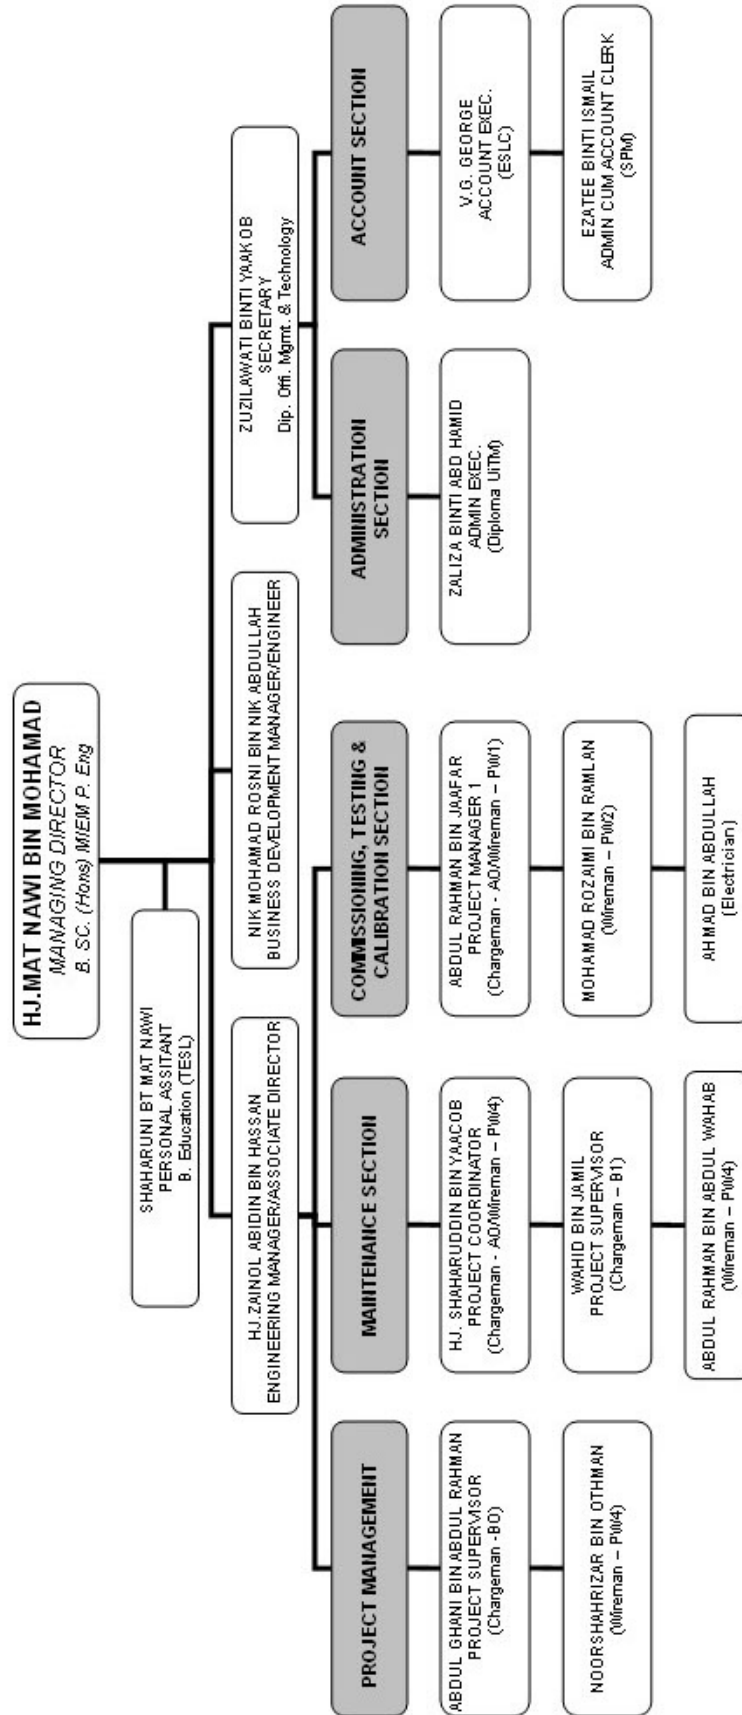 HJ.MAT NAWI BIN MOHAMAD
MANAGING DIRECTOR
B. SC. (Hons) MIEM P. Eng
SHAHARUNI BT MAT NAWI
PERSONAL ASSITANT
B. Education (TESL)
HJ.ZAINOL ABIDIN BIN HASSAN
ENGINEERING MANAGER/ASSOCIATE DIRECTOR
NIK MOHAMAD ROSNI BIN NIK ABDULLAH
BUSINESS DEVELOPMENT MANAGER/ENGINEER
ZUZILAWATI BINTI YAAKOB
SECRETARY
Dip. Offi. Mgmt. & Technology
PROJECT MANAGEMENT
ABDUL GHANI BIN ABDUL RAHMAN
PROJECT SUPERVISOR
(Chargeman -BO)
NOORSHAHRIZAR BIN OTHMAN
(Wireman – PW4)
MAINTENANCE SECTION
HJ. SHAHARUDDIN BIN YAACOB
PROJECT COORDINATOR
(Chargeman - AO/Wireman – PW4)
WAHID BIN JAMIL
PROJECT SUPERVISOR
(Chargeman – B1)
ABDUL RAHMAN BIN ABDUL WAHAB
(Wireman – PW4)
COMMISSIONING, TESTING &
CALIBRATION SECTION
ABDUL RAHMAN BIN JAAFAR
PROJECT MANAGER 1
(Chargeman - AO/Wireman – PW1)
MOHAMAD ROZAIMI BIN RAMLAN
(Wireman – PW2)
AHMAD BIN ABDULLAH
(Electrician)
ADMINISTRATION
SECTION
ZALIZA BINTI ABD HAMID
ADMIN EXEC.
(Diploma UiTM)
ACCOUNT SECTION
V.G. GEORGE
ACCOUNT EXEC.
(ESLC)
EZATEE BINTI ISMAIL
ADMIN CUM ACCOUNT CLERK
(SPM)